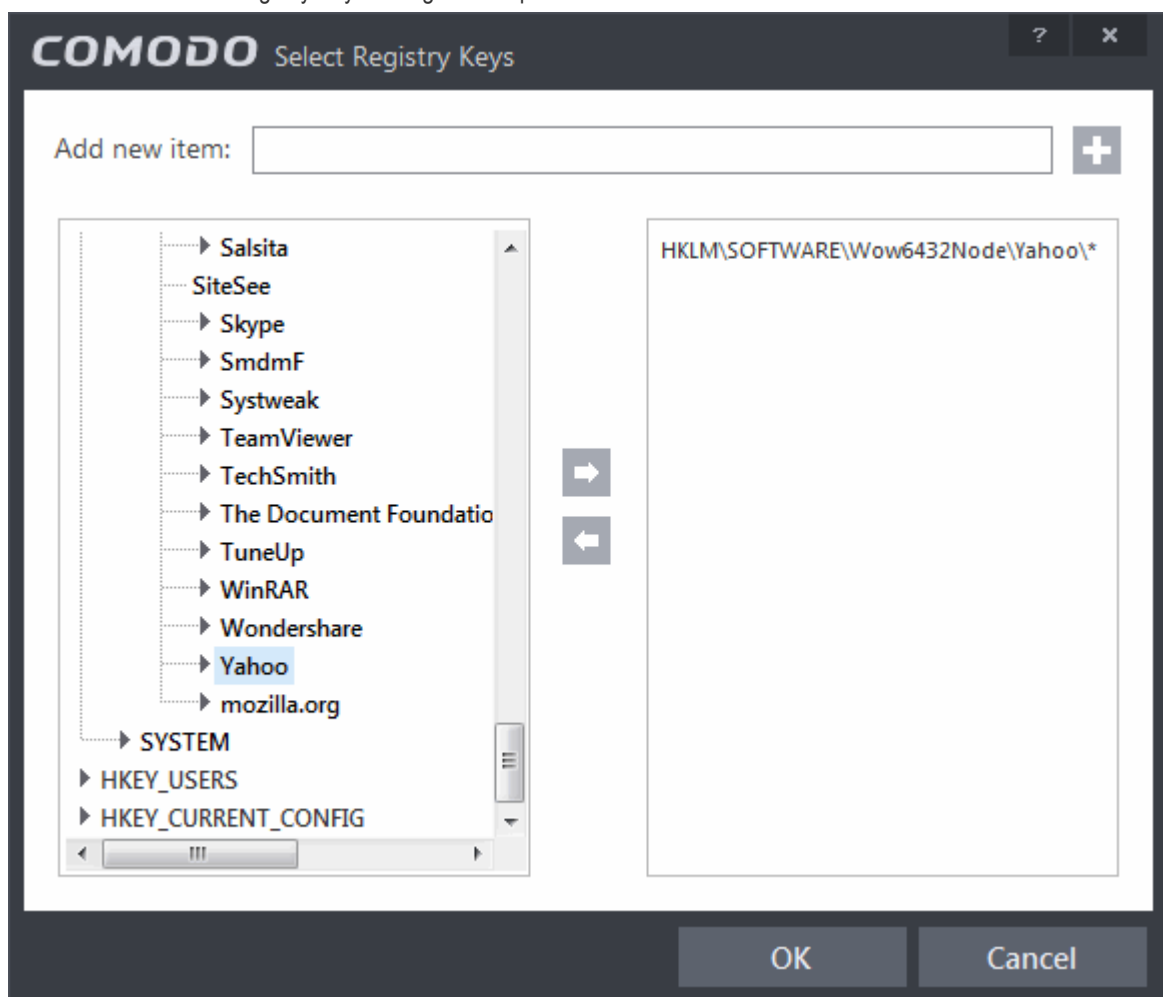 COMODO Select Registry Keys
? ×
Add new item:
Salsita
SiteSee
Skype
SmdmF
Systweak
TeamViewer
TechSmith
The Document Foundatio
TuneUp
WinRAR
Wondershare
Yahoo
mozilla.org
SYSTEM
HKEY_USERS
HKEY_CURRENT_CONFIG
HKLM\SOFTWARE\Wow6432Node\Yahoo\*
OK Cancel